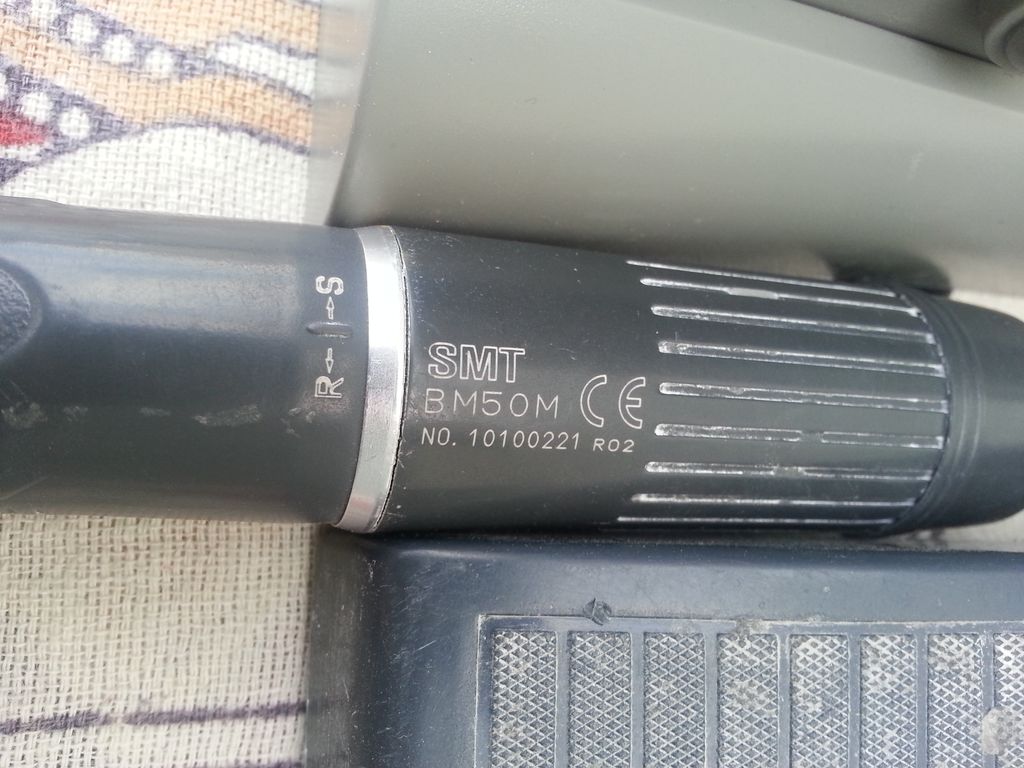 R ← | → S
SMT
BM50M CE
NO. 10100221 R02